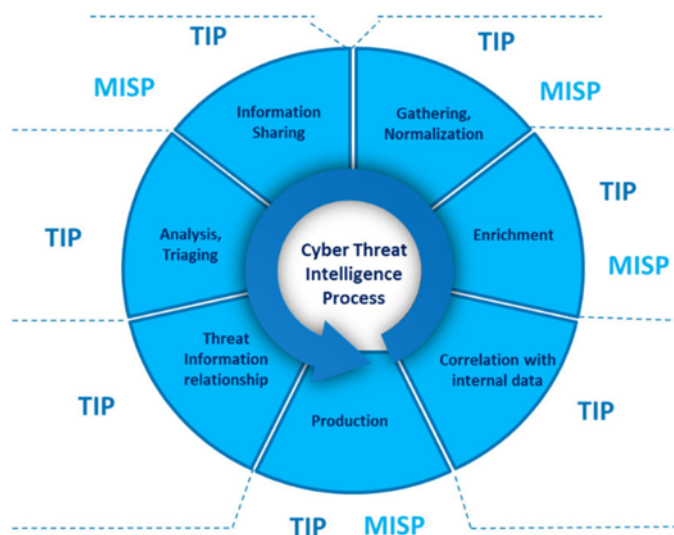 TIP
TIP
MISP
MISP
Information
Sharing
Gathering,
Normalization
TIP
TIP
MISP
Analysis,
Triaging
Enrichment
Cyber Threat
Intelligence
Process
Threat
Information
relationship
Correlation with
internal data
TIP
TIP
Production
TIP MISP